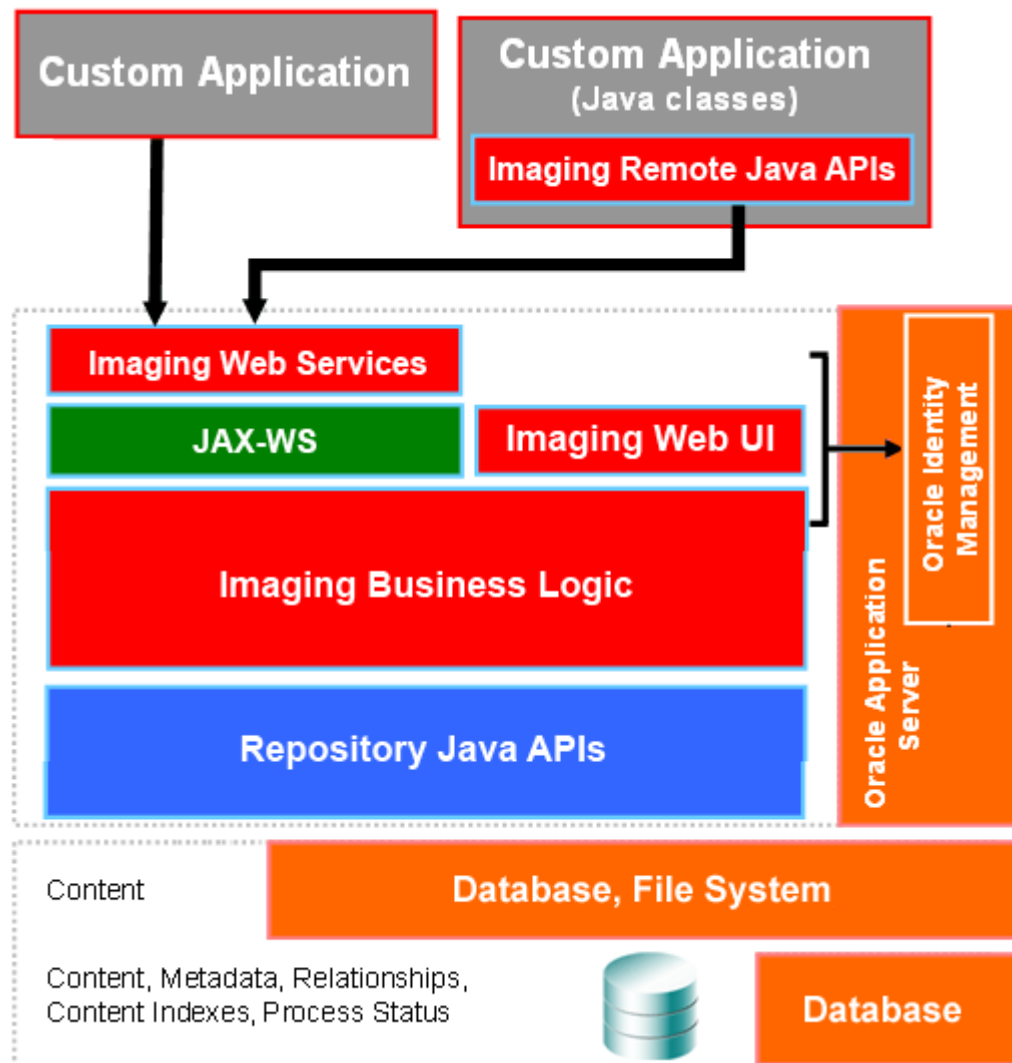 Custom Application
Custom Application
(Java classes)
Imaging Remote Java APIs
Imaging Web Services
JAX-WS
Imaging Web UI
Imaging Business Logic
Repository Java APIs
Oracle Identity
Management
Oracle Application
Server
Content
Database, File System
Content, Metadata, Relationships,
Content Indexes, Process Status
Database